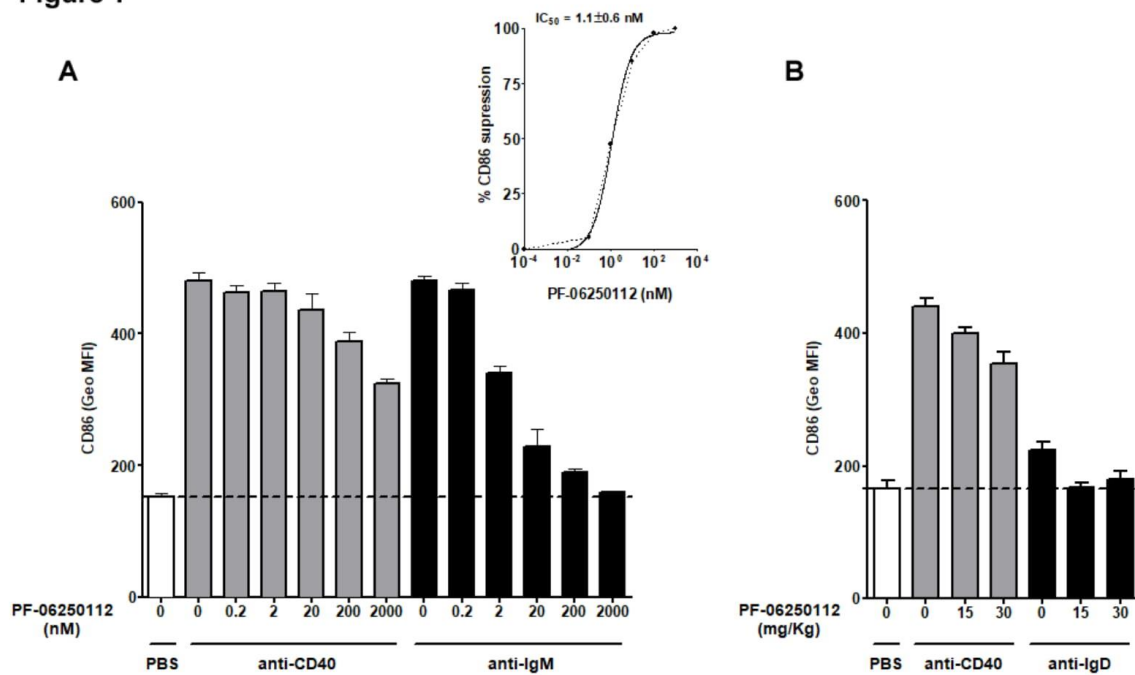 IC50 = 1.1±0.6 nM
A
B
100
75
50
25
0
% CD86 supression
10-4 10-2 100 102 104
PF-06250112 (nM)
600
400
200
0
CD86 (Geo MFI)
PF-06250112
(nM)
0 0 0.2 2 20 200 2000 0 0.2 2 20 200 2000
PBS anti-CD40 anti-IgM
600
400
200
0
CD86 (Geo MFI)
PF-06250112
(mg/Kg)
0 0 15 30 0 15 30
PBS anti-CD40 anti-IgD